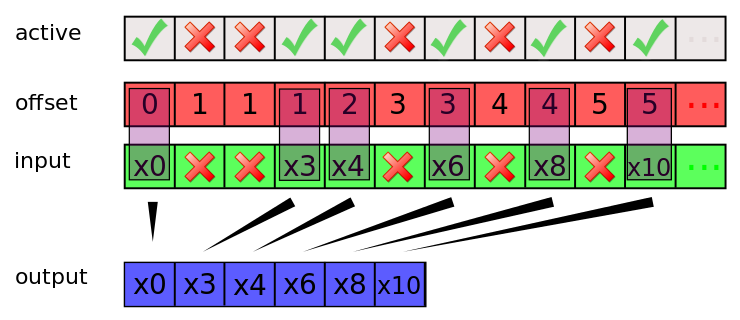 active ...
offset 0 1 1 1 2 3 3 4 4 5 5 ...
input x0 x3 x4 x6 x8 x10 ...
output x0 x3 x4 x6 x8 x10